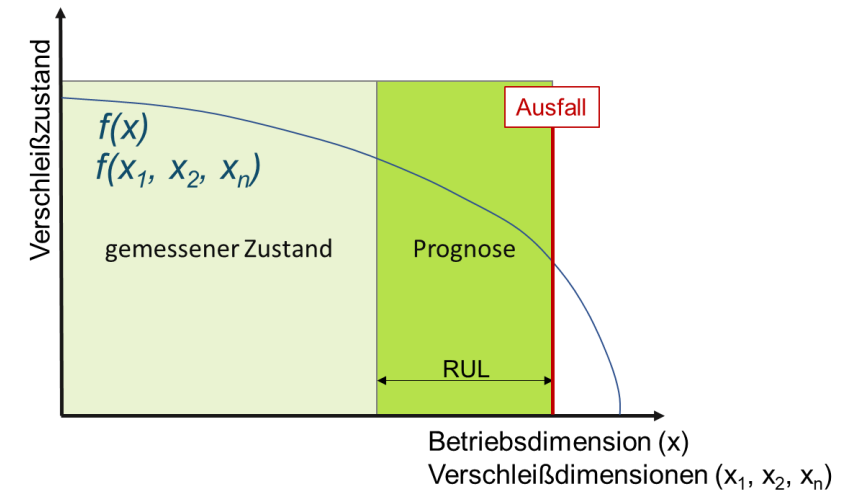 Verschleißzustand
Ausfall
f(x)
f(x₁, x₂, xₙ)
gemessener Zustand
Prognose
RUL
Betriebsdimension (x)
Verschleißdimensionen (x₁, x₂, xₙ)